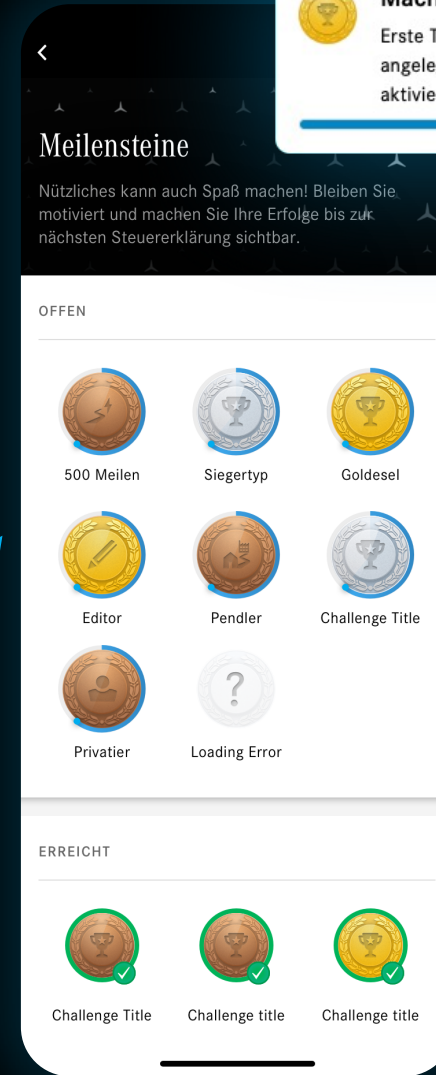 Erste
Meilensteine
Nützliches kann auch Spaß machen! Bleiben Sie
motiviert und machen Sie Ihre Erfolge bis zur
nächsten Steuererklärung sichtbar.
OFFEN
500 Meilen
Siegertyp
Goldesel
Editor
Pendler
Challenge Title
Privatier
?
Loading Error
ERREICHT
Challenge Title
Challenge title
Challenge title